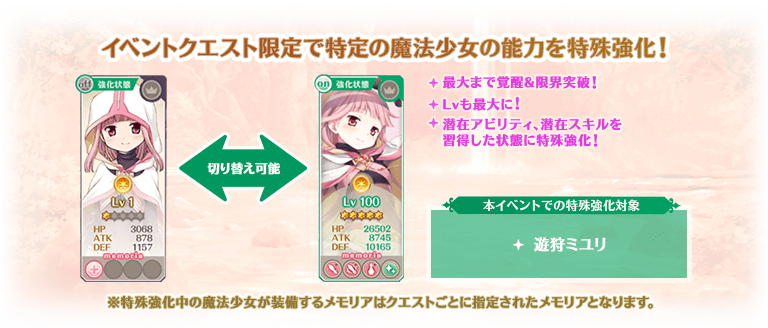 イベントクエスト限定で特定の魔法少女の能力を特殊強化！
off 強化状態
Lv 1
HP 3068
ATK 878
DEF 1157
memoria
切り替え可能
on 強化状態
Lv 100
HP 26502
ATK 8745
DEF 10165
memoria
最大まで覚醒&限界突破！
Lvも最大に！
潜在アビリティ、潜在スキルを
習得した状態に特殊強化！
本イベントでの特殊強化対象
遊狩ミユリ
※特殊強化中の魔法少女が装備するメモリアはクエストごとに指定されたメモリアとなります。